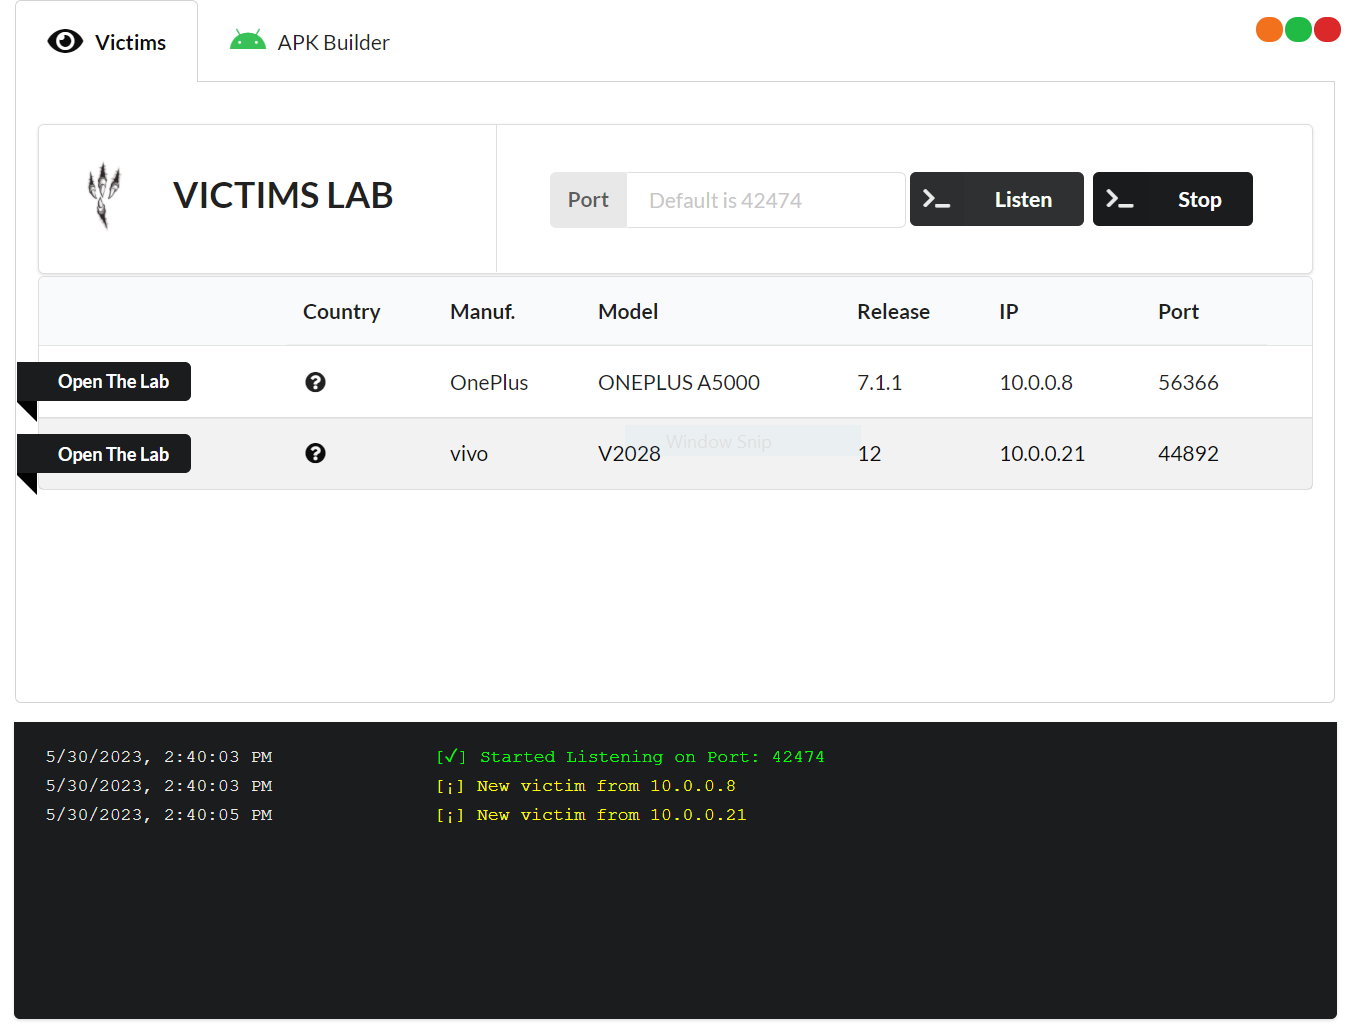 Victims APK Builder
VICTIMS LAB
Port Default is 42474 Listen Stop
Country Manuf. Model Release IP Port
Open The Lab OnePlus ONEPLUS A5000 7.1.1 10.0.0.8 56366
Window Snip
Open The Lab vivo V2028 12 10.0.0.21 44892
5/30/2023, 2:40:03 PM [✓] Started Listening on Port: 42474
5/30/2023, 2:40:03 PM [¡] New victim from 10.0.0.8
5/30/2023, 2:40:05 PM [¡] New victim from 10.0.0.21